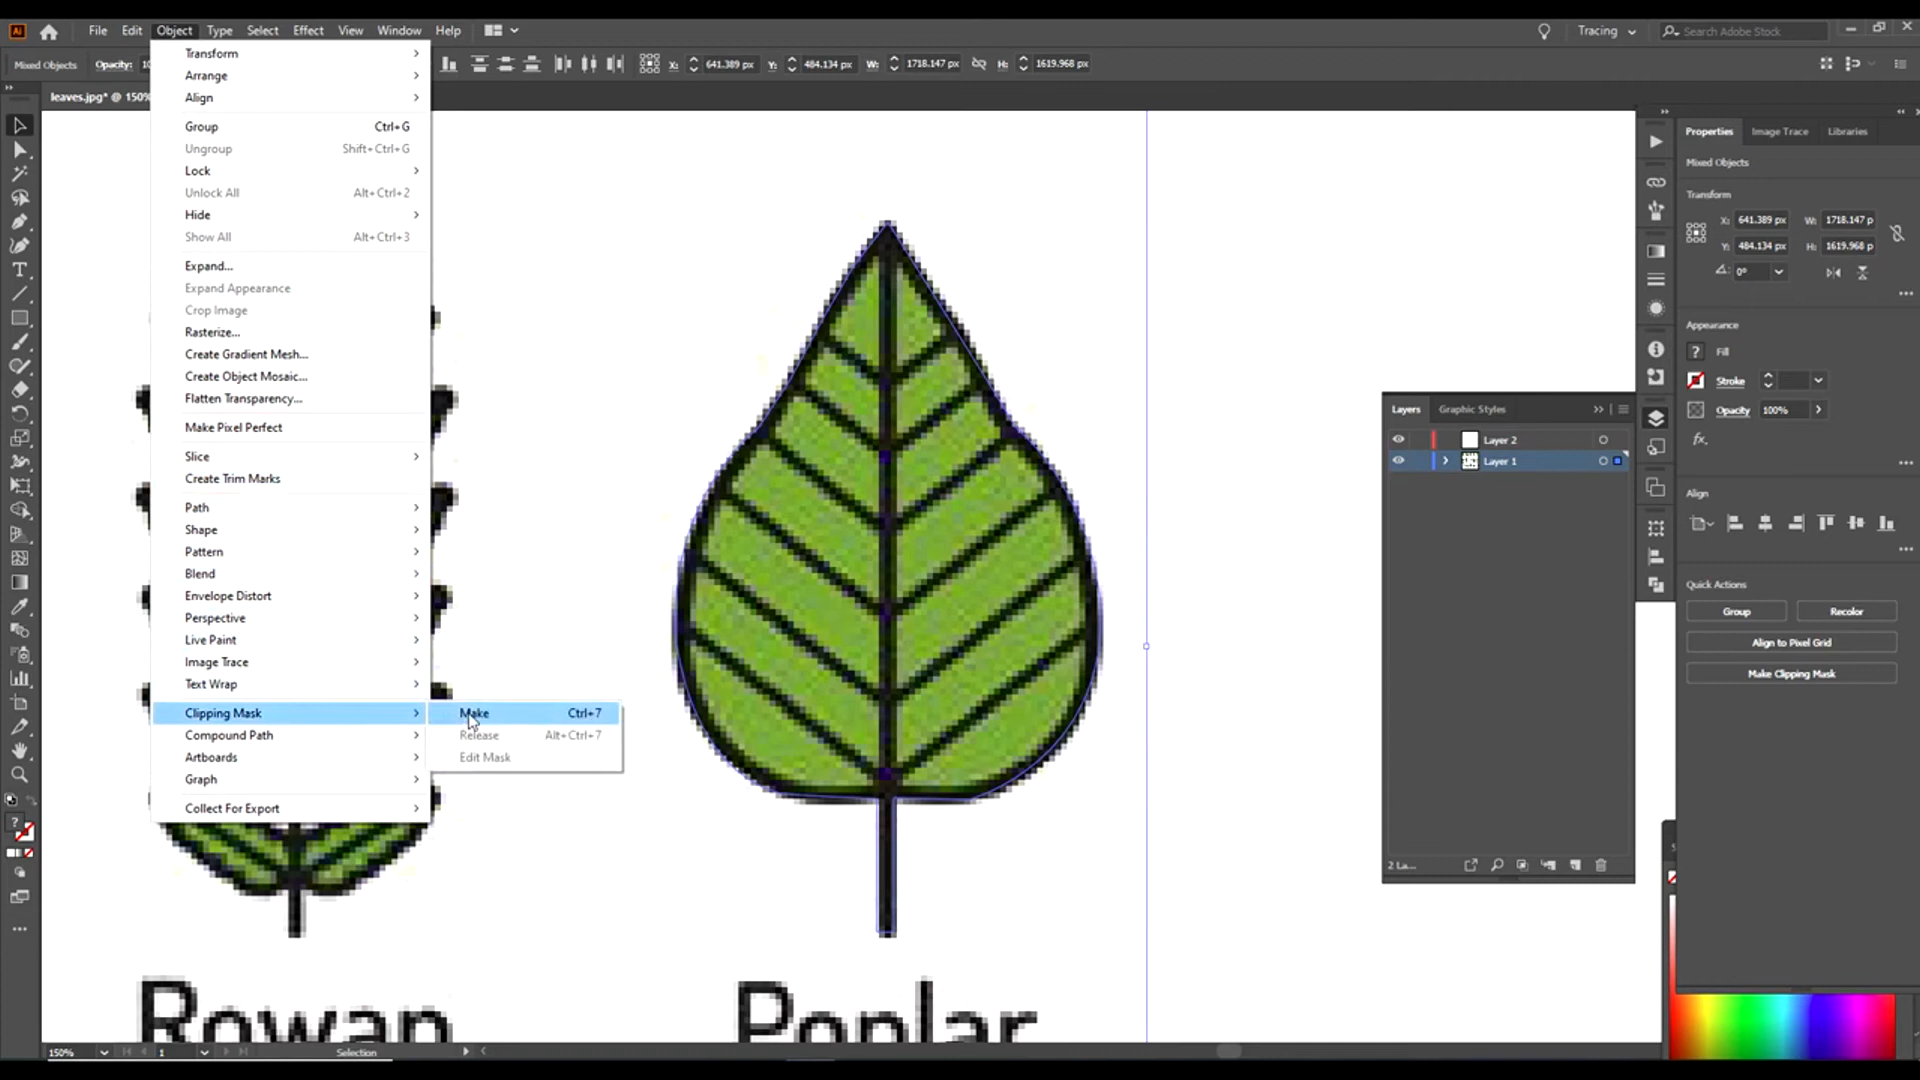 Ai File Edit Object Type Select Effect View Window Help Tracing Search Adobe Stock
Mixed Objects Opacity: 10 X: 641.389 px Y: 484.134 px W: 1718.147 px H: 1619.968 px
leaves.jpg* @ 150%
Transform
Arrange
Align
Group Ctrl+G
Ungroup Shift+Ctrl+G
Lock
Unlock All Alt+Ctrl+2
Hide
Show All Alt+Ctrl+3
Expand...
Expand Appearance
Crop Image
Rasterize...
Create Gradient Mesh...
Create Object Mosaic...
Flatten Transparency...
Make Pixel Perfect
Slice
Create Trim Marks
Path
Shape
Pattern
Blend
Envelope Distort
Perspective
Live Paint
Image Trace
Text Wrap
Clipping Mask
Compound Path
Artboards
Graph
Collect For Export
Make Ctrl+7
Release Alt+Ctrl+7
Edit Mask
Rowan
Poplar
Layers Graphic Styles
Layer 2
Layer 1
2 La...
Properties Image Trace Libraries
Mixed Objects
Transform
X: 641.389 px W: 1718.147 p
Y: 484.134 px H: 1619.968 p
0°
Appearance
? Fill
Stroke
Opacity 100%
fx.
Align
Quick Actions
Group Recolor
Align to Pixel Grid
Make Clipping Mask
150% 1 Selection